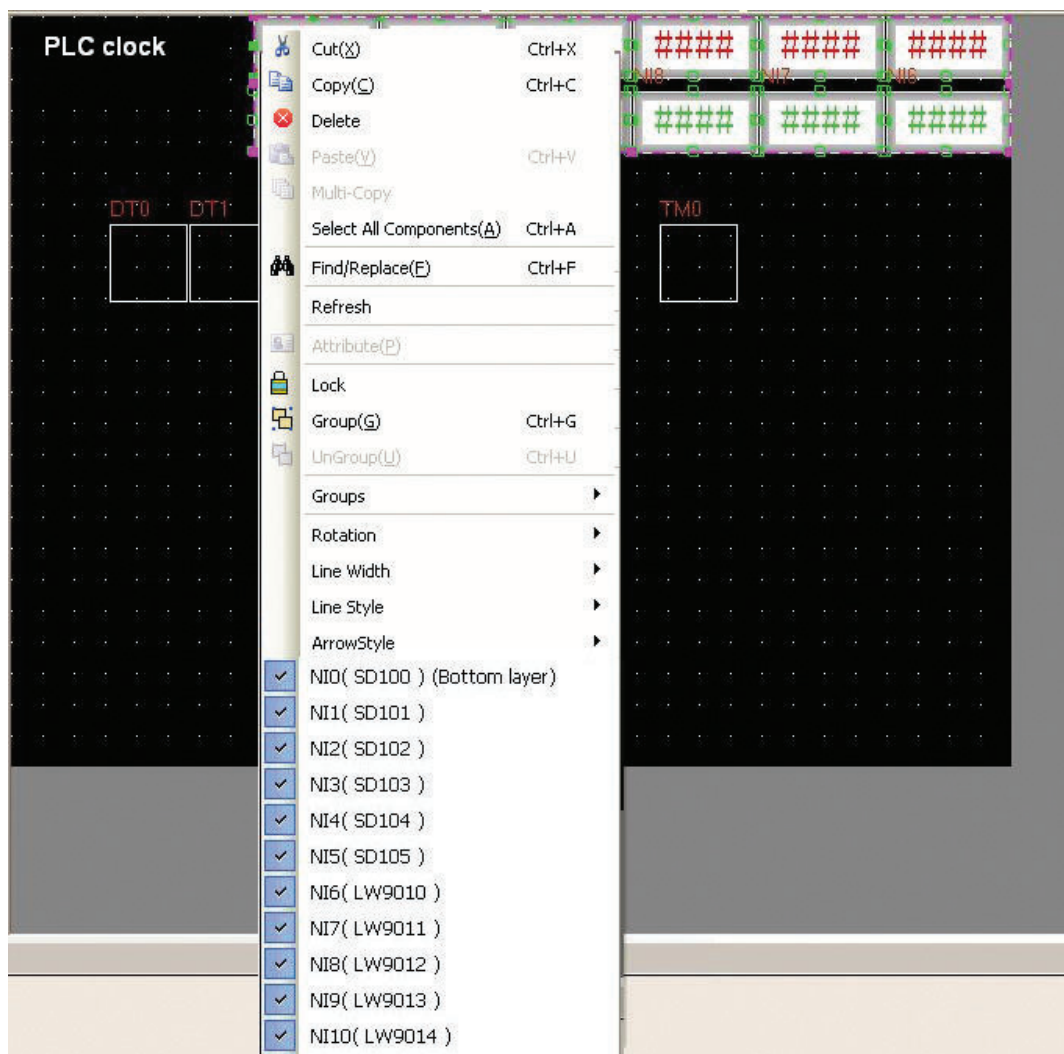 PLC clock
#### #### ####
NI8 NI7 NI6
#### #### ####
DT0 DT1
TM0
Cut(X) Ctrl+X
Copy(C) Ctrl+C
Delete
Paste(V) Ctrl+V
Multi-Copy
Select All Components(A) Ctrl+A
Find/Replace(F) Ctrl+F
Refresh
Attribute(P)
Lock
Group(G) Ctrl+G
UnGroup(U) Ctrl+U
Groups
Rotation
Line Width
Line Style
ArrowStyle
NI0( SD100 ) (Bottom layer)
NI1( SD101 )
NI2( SD102 )
NI3( SD103 )
NI4( SD104 )
NI5( SD105 )
NI6( LW9010 )
NI7( LW9011 )
NI8( LW9012 )
NI9( LW9013 )
NI10( LW9014 )